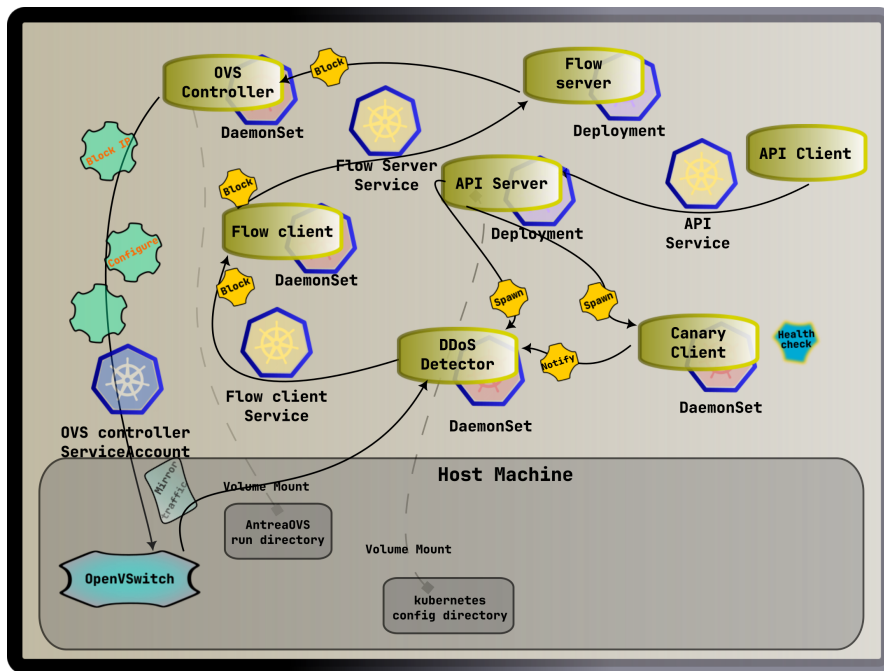 OVS
Controller
Block
Flow
server
DaemonSet
Deployment
Block IP
API Client
Flow Server
Service
API Server
Block
API
Service
Flow client
Deployment
Configure
DaemonSet
Block
Spawn
Spawn
Canary
Client
Health
check
DDoS
Detector
Notify
Flow client
Service
DaemonSet
DaemonSet
OVS controller
ServiceAccount
Host Machine
Mirror
traffic
Volume Mount
AntreaOVS
run directory
Volume Mount
OpenVSwitch
kubernetes
config directory